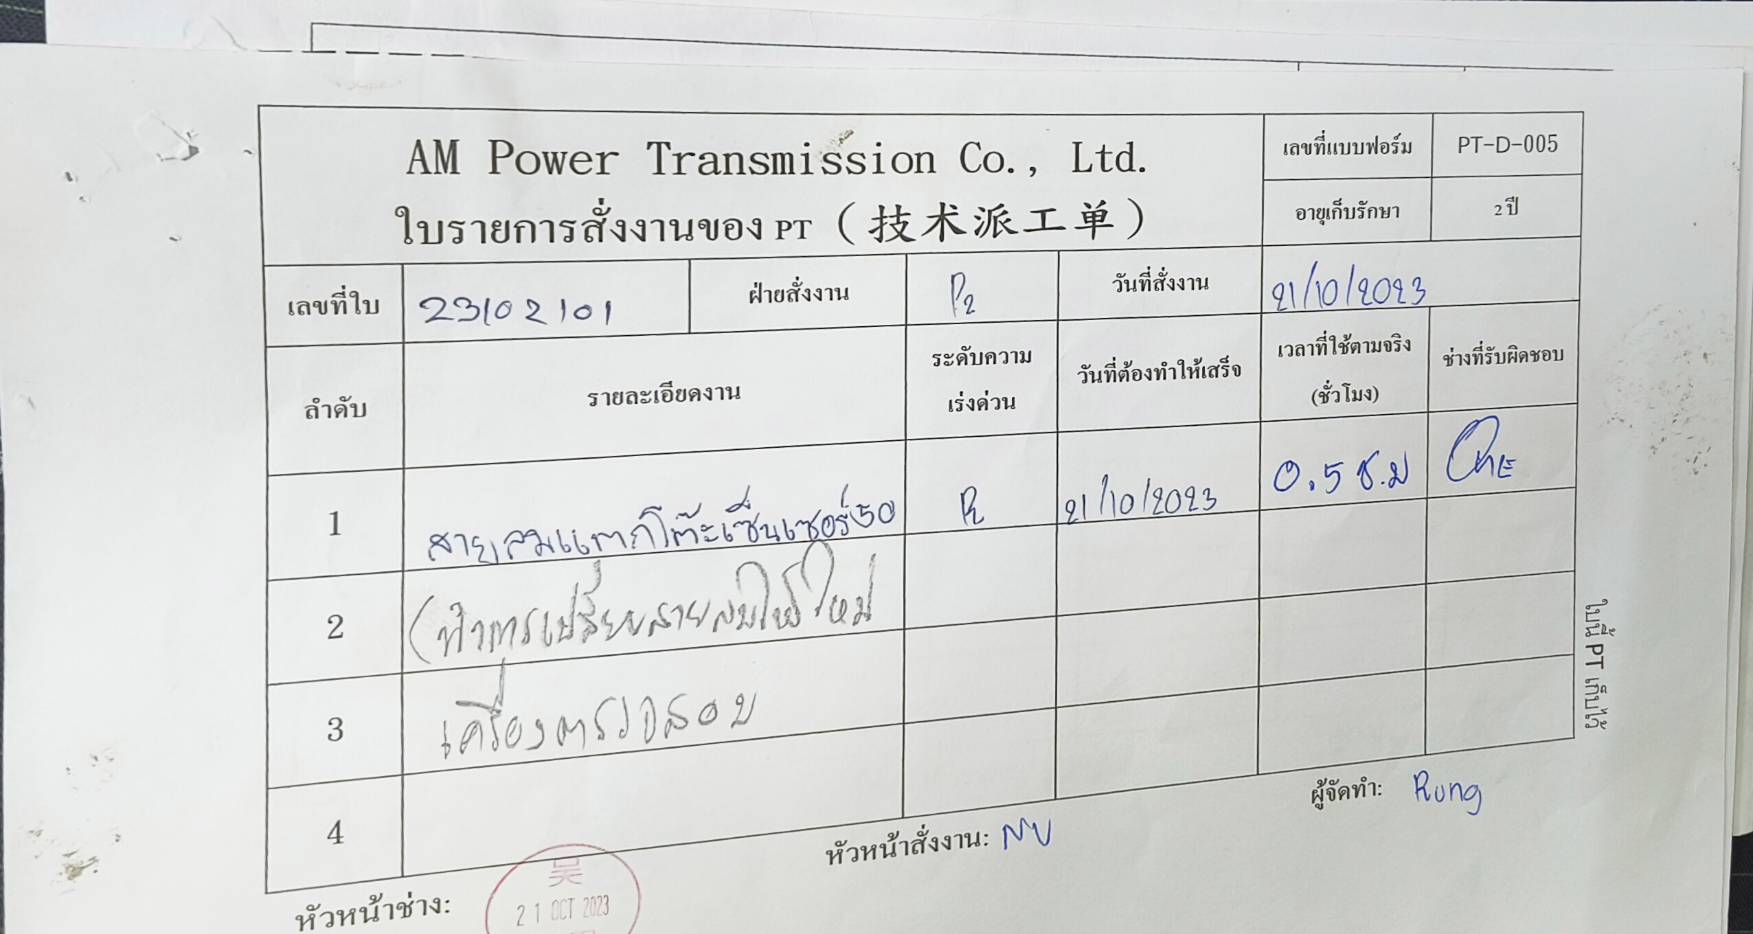 AM Power Transmission Co., Ltd.
เลขที่แบบฟอร์ม PT-D-005
ใบรายการสั่งงานของ PT (技术派工单)
อายุเก็บรักษา 2 ปี
เลขที่ใบ 23102101 ฝ่ายสั่งงาน P2 วันที่สั่งงาน 21/10/2023
ลำดับ รายละเอียดงาน ระดับความ วันที่ต้องทำให้เสร็จ เวลาที่ใช้ตามจริง ช่างที่รับผิดชอบ
เร่งด่วน (ชั่วโมง)
1 สายลมแตกโต๊ะเซ็นเซอร์50 21/10/2023 0.5 ช.ม
2 (ทำการเปลี่ยนสายลมให้ใหม่
3 เครื่องตรวจสอบ
4
ผู้จัดทำ: Rung
หัวหน้าสั่งงาน: NU
หัวหน้าช่าง:
吴
21 OCT 2023
ใบนี้ PT เก็บไว้